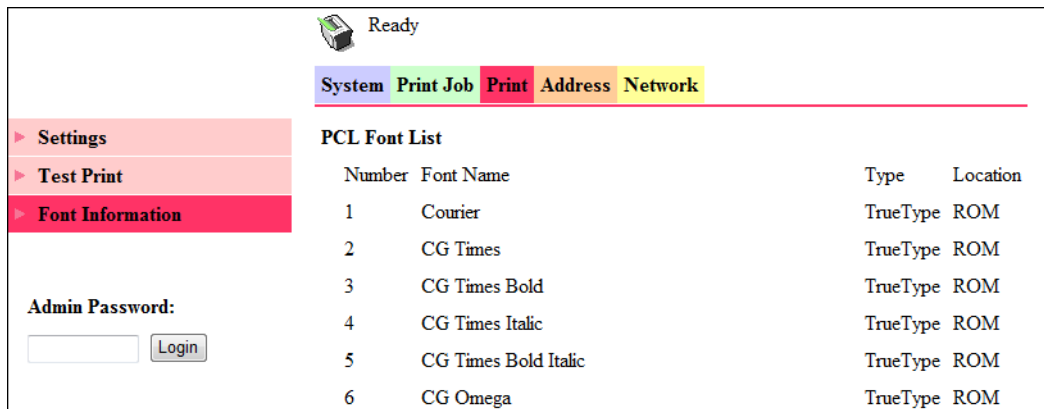 Ready
System Print Job Print Address Network
Settings
Test Print
Font Information
Admin Password:
Login
PCL Font List
Number Font Name Type Location
1 Courier TrueType ROM
2 CG Times TrueType ROM
3 CG Times Bold TrueType ROM
4 CG Times Italic TrueType ROM
5 CG Times Bold Italic TrueType ROM
6 CG Omega TrueType ROM